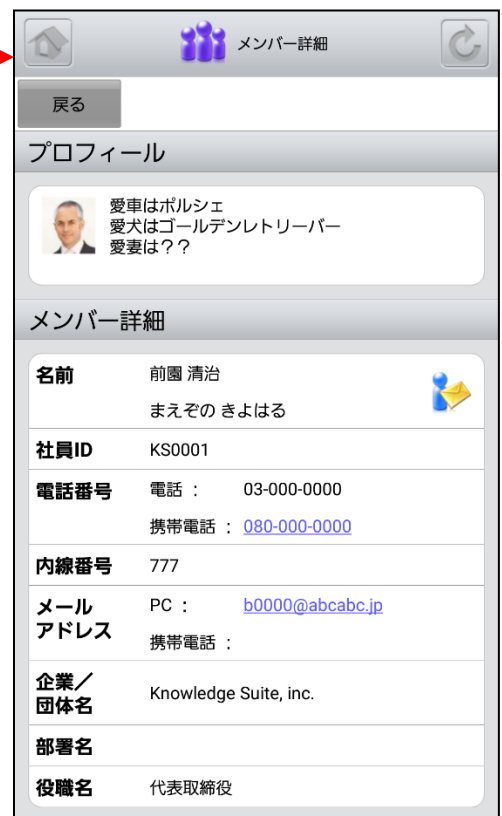 メンバー詳細
戻る
プロフィール
愛車はポルシェ
愛犬はゴールデンレトリーバー
愛妻は？？
メンバー詳細
名前 前園 清治
まえぞの きよはる
社員ID KS0001
電話番号 電話 ： 03-000-0000
携帯電話 ： 080-000-0000
内線番号 777
メール
アドレス
PC ： b0000@abcabc.jp
携帯電話 ：
企業／
団体名
Knowledge Suite, inc.
部署名
役職名 代表取締役